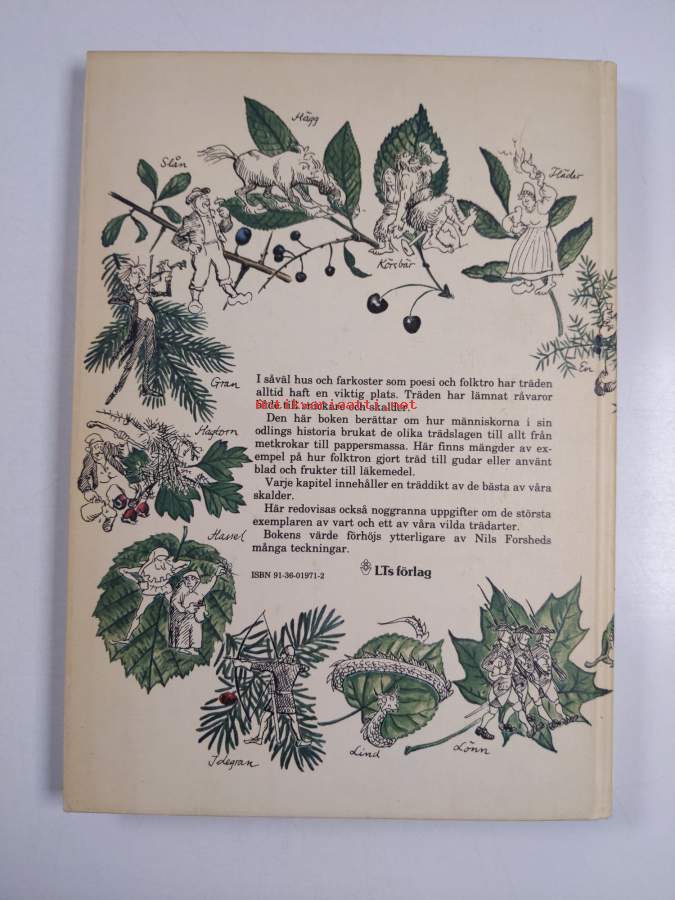 Hägg
Slån
Fläder
Körsbär
En
Gran
I såväl hus och farkoster som poesi och folktro har träden
alltid haft en viktig plats. Träden har lämnat råvaror
både till snickare och skalder.
Den här boken berättar om hur människorna i sin
odlings historia brukat de olika trädslagen till allt från
metkrokar till pappersmassa. Här finns mängder av ex-
empel på hur folktron gjort träd till gudar eller använt
blad och frukter till läkemedel.
Varje kapitel innehåller en träddikt av de bästa av våra
skalder.
Här redovisas också noggranna uppgifter om de största
exemplaren av vart och ett av våra vilda trädarter.
Bokens värde förhöjs ytterligare av Nils Forsheds
många teckningar.
Hagtorn
Hassel
ISBN 91-36-01971-2
LTs förlag
Idegran
Lind
Lönn